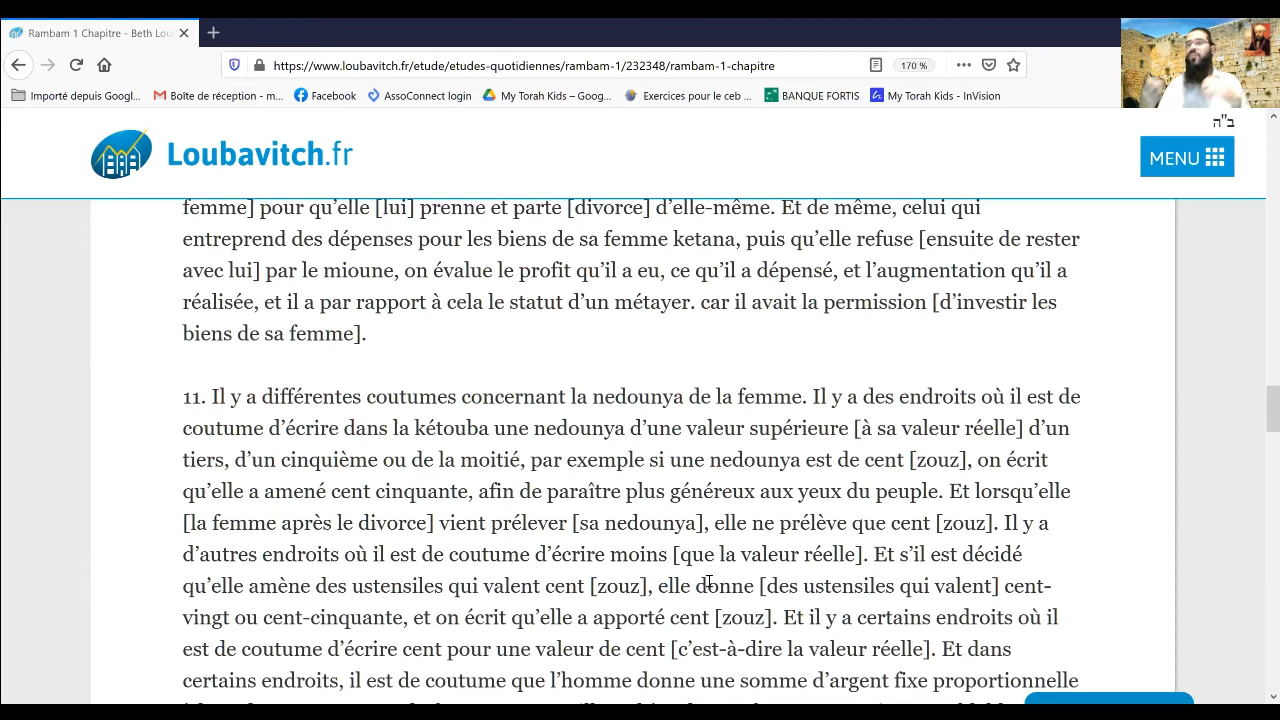 Rambam 1 Chapitre - Beth Lou
https://www.loubavitch.fr/etude/etudes-quotidiennes/rambam-1/232348/rambam-1-chapitre
170 %
Importé depuis Googl...
Boîte de réception - m...
Facebook
AssoConnect login
My Torah Kids – Goog...
Exercices pour le ceb ...
BANQUE FORTIS
My Torah Kids - InVision
ב"ה
Loubavitch.fr
MENU
femme] pour qu’elle [lui] prenne et parte [divorce] d’elle-même. Et de même, celui qui
entreprend des dépenses pour les biens de sa femme ketana, puis qu’elle refuse [ensuite de rester
avec lui] par le mioune, on évalue le profit qu’il a eu, ce qu’il a dépensé, et l’augmentation qu’il a
réalisée, et il a par rapport à cela le statut d’un métayer. car il avait la permission [d’investir les
biens de sa femme].
11. Il y a différentes coutumes concernant la nedounya de la femme. Il y a des endroits où il est de
coutume d’écrire dans la kétouba une nedounya d’une valeur supérieure [à sa valeur réelle] d’un
tiers, d’un cinquième ou de la moitié, par exemple si une nedounya est de cent [zouz], on écrit
qu’elle a amené cent cinquante, afin de paraître plus généreux aux yeux du peuple. Et lorsqu’elle
[la femme après le divorce] vient prélever [sa nedounya], elle ne prélève que cent [zouz]. Il y a
d’autres endroits où il est de coutume d’écrire moins [que la valeur réelle]. Et s’il est décidé
qu’elle amène des ustensiles qui valent cent [zouz], elle donne [des ustensiles qui valent] cent-
vingt ou cent-cinquante, et on écrit qu’elle a apporté cent [zouz]. Et il y a certains endroits où il
est de coutume d’écrire cent pour une valeur de cent [c’est-à-dire la valeur réelle]. Et dans
certains endroits, il est de coutume que l’homme donne une somme d’argent fixe proportionnelle